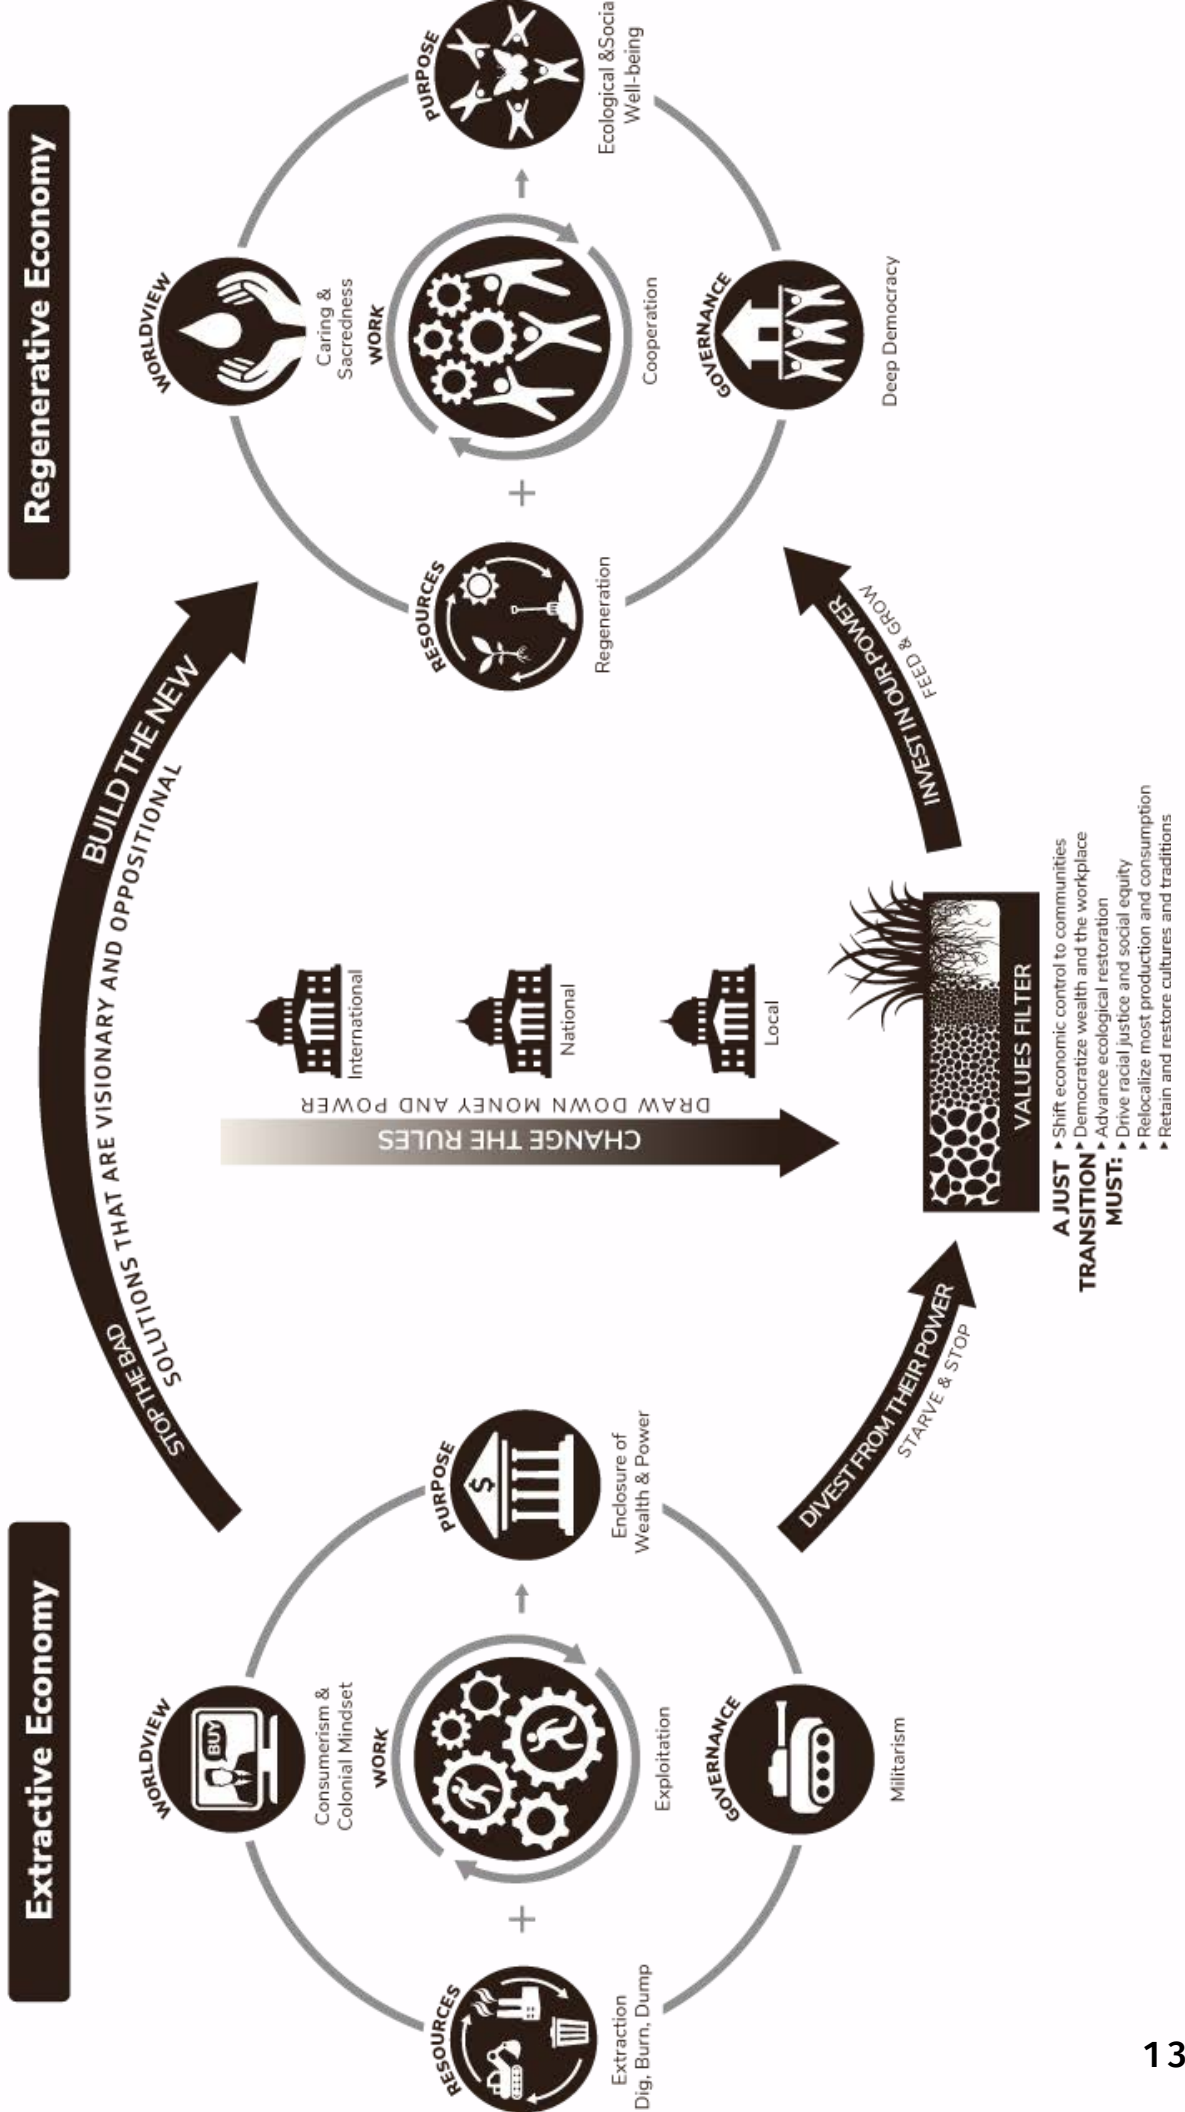 Extractive Economy
WORLDVIEW
BUY
Consumerism &
Colonial Mindset
RESOURCES
Extraction
Dig, Burn, Dump
+
WORK
Exploitation
PURPOSE
$
Enclosure of
Wealth & Power
GOVERNANCE
Militarism
STOP THE BAD
BUILD THE NEW
SOLUTIONS THAT ARE VISIONARY AND OPPOSITIONAL
CHANGE THE RULES
DRAW DOWN MONEY AND POWER
International
National
Local
DIVEST FROM THEIR POWER
STARVE & STOP
VALUES FILTER
INVEST IN OUR POWER
FEED & GROW
A JUST
TRANSITION
MUST:
▸ Shift economic control to communities
▸ Democratize wealth and the workplace
▸ Advance ecological restoration
▸ Drive racial justice and social equity
▸ Relocalize most production and consumption
▸ Retain and restore cultures and traditions
Regenerative Economy
WORLDVIEW
Caring &
Sacredness
RESOURCES
Regeneration
+
WORK
Cooperation
PURPOSE
Ecological &Socia
Well-being
GOVERNANCE
Deep Democracy
13